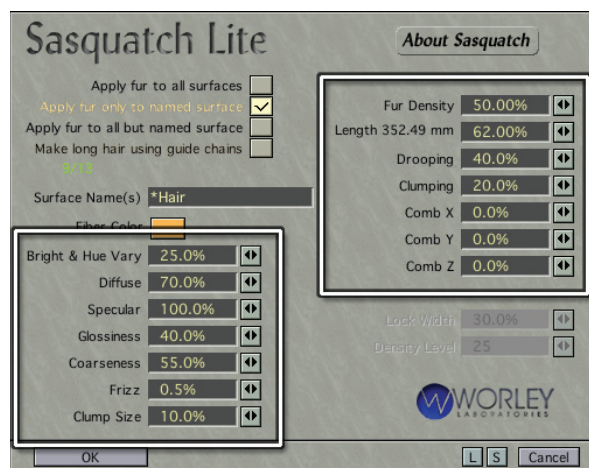 Sasquatch Lite
About Sasquatch
Apply fur to all surfaces
Apply fur only to named surface
Apply fur to all but named surface
Make long hair using guide chains
9/13
Surface Name(s) *Hair
Fiber Color
Bright & Hue Vary 25.0%
Diffuse 70.0%
Specular 100.0%
Glossiness 40.0%
Coarseness 55.0%
Frizz 0.5%
Clump Size 10.0%
Fur Density 50.00%
Length 352.49 mm 62.00%
Drooping 40.0%
Clumping 20.0%
Comb X 0.0%
Comb Y 0.0%
Comb Z 0.0%
Lock Width 30.0%
Density Level 25
WORLEY
LABORATORIES
OK
L S Cancel